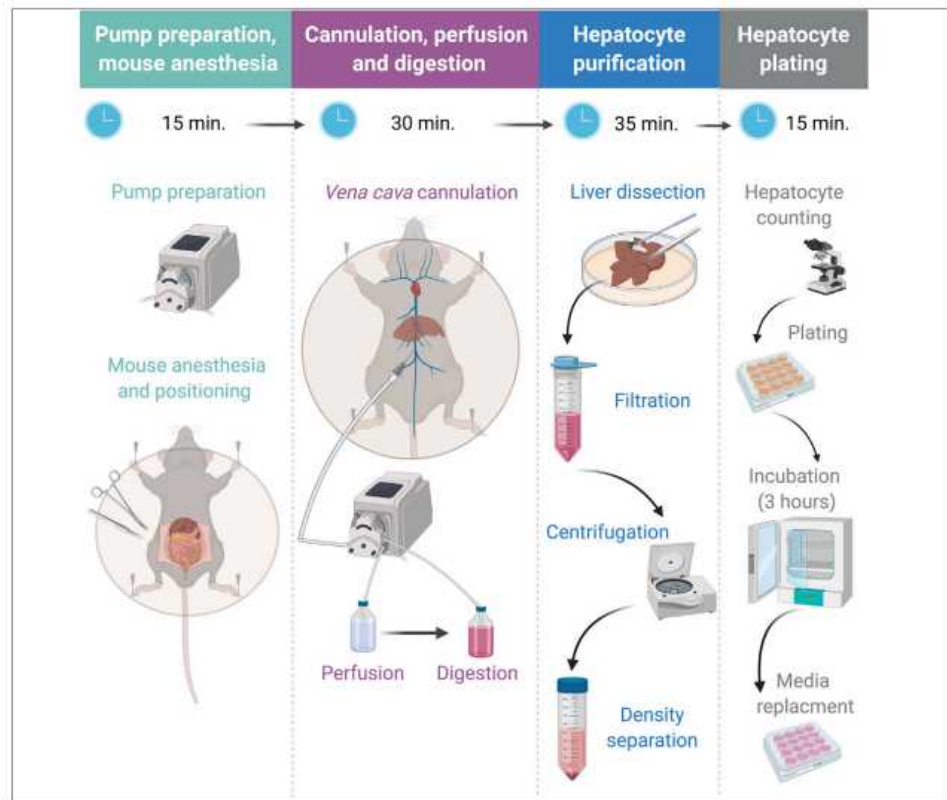 Pump preparation,
mouse anesthesia
Cannulation, perfusion
and digestion
Hepatocyte
purification
Hepatocyte
plating
15 min.
30 min.
35 min.
15 min.
Pump preparation
Mouse anesthesia
and positioning
Vena cava cannulation
Perfusion
Digestion
Liver dissection
Filtration
Centrifugation
Density
separation
Hepatocyte
counting
Plating
Incubation
(3 hours)
Media
replacment